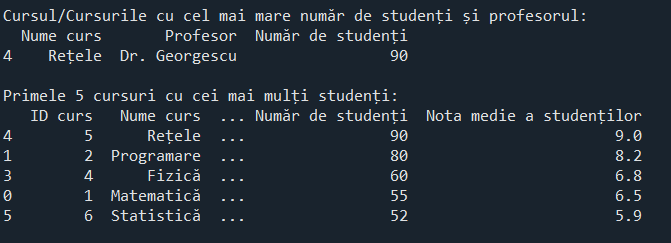 Cursul/Cursurile cu cel mai mare număr de studenți și profesorul:
Nume curs Profesor Număr de studenți
4 Rețele Dr. Georgescu 90
Primele 5 cursuri cu cei mai mulți studenți:
ID curs Nume curs ... Număr de studenți Nota medie a studenților
4 5 Rețele ... 90 9.0
1 2 Programare ... 80 8.2
3 4 Fizică ... 60 6.8
0 1 Matematică ... 55 6.5
5 6 Statistică ... 52 5.9